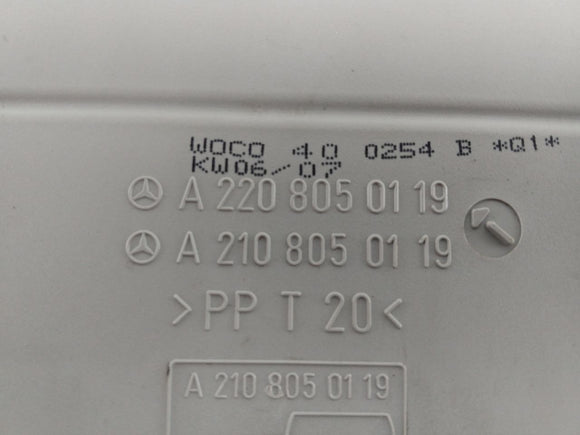 WOCO 40 0254 B *Q1*
KW06/07
A 220 805 01 19
A 210 805 01 19
>PP T 20<
A 210 805 01 19